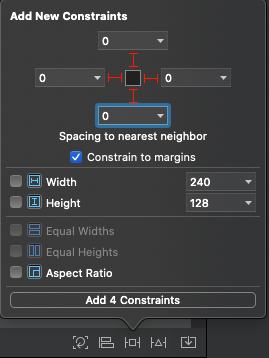 Add New Constraints
0
0 0
0
Spacing to nearest neighbor
Constrain to margins
Width 240
Height 128
Equal Widths
Equal Heights
Aspect Ratio
Add 4 Constraints